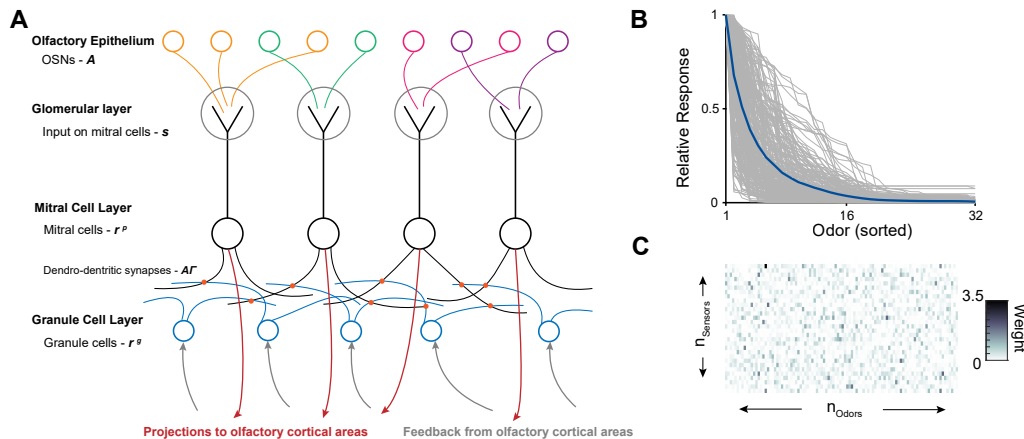 A
Olfactory Epithelium
OSNs - A
Glomerular layer
Input on mitral cells - s
Mitral Cell Layer
Mitral cells - r p
Dendro-dentritic synapses - AΓ
Granule Cell Layer
Granule cells - r g
Projections to olfactory cortical areas
Feedback from olfactory cortical areas
B
Relative Response
1
0.5
0
1 16 32
Odor (sorted)
C
nSensors
nOdors
3.5
0
Weight